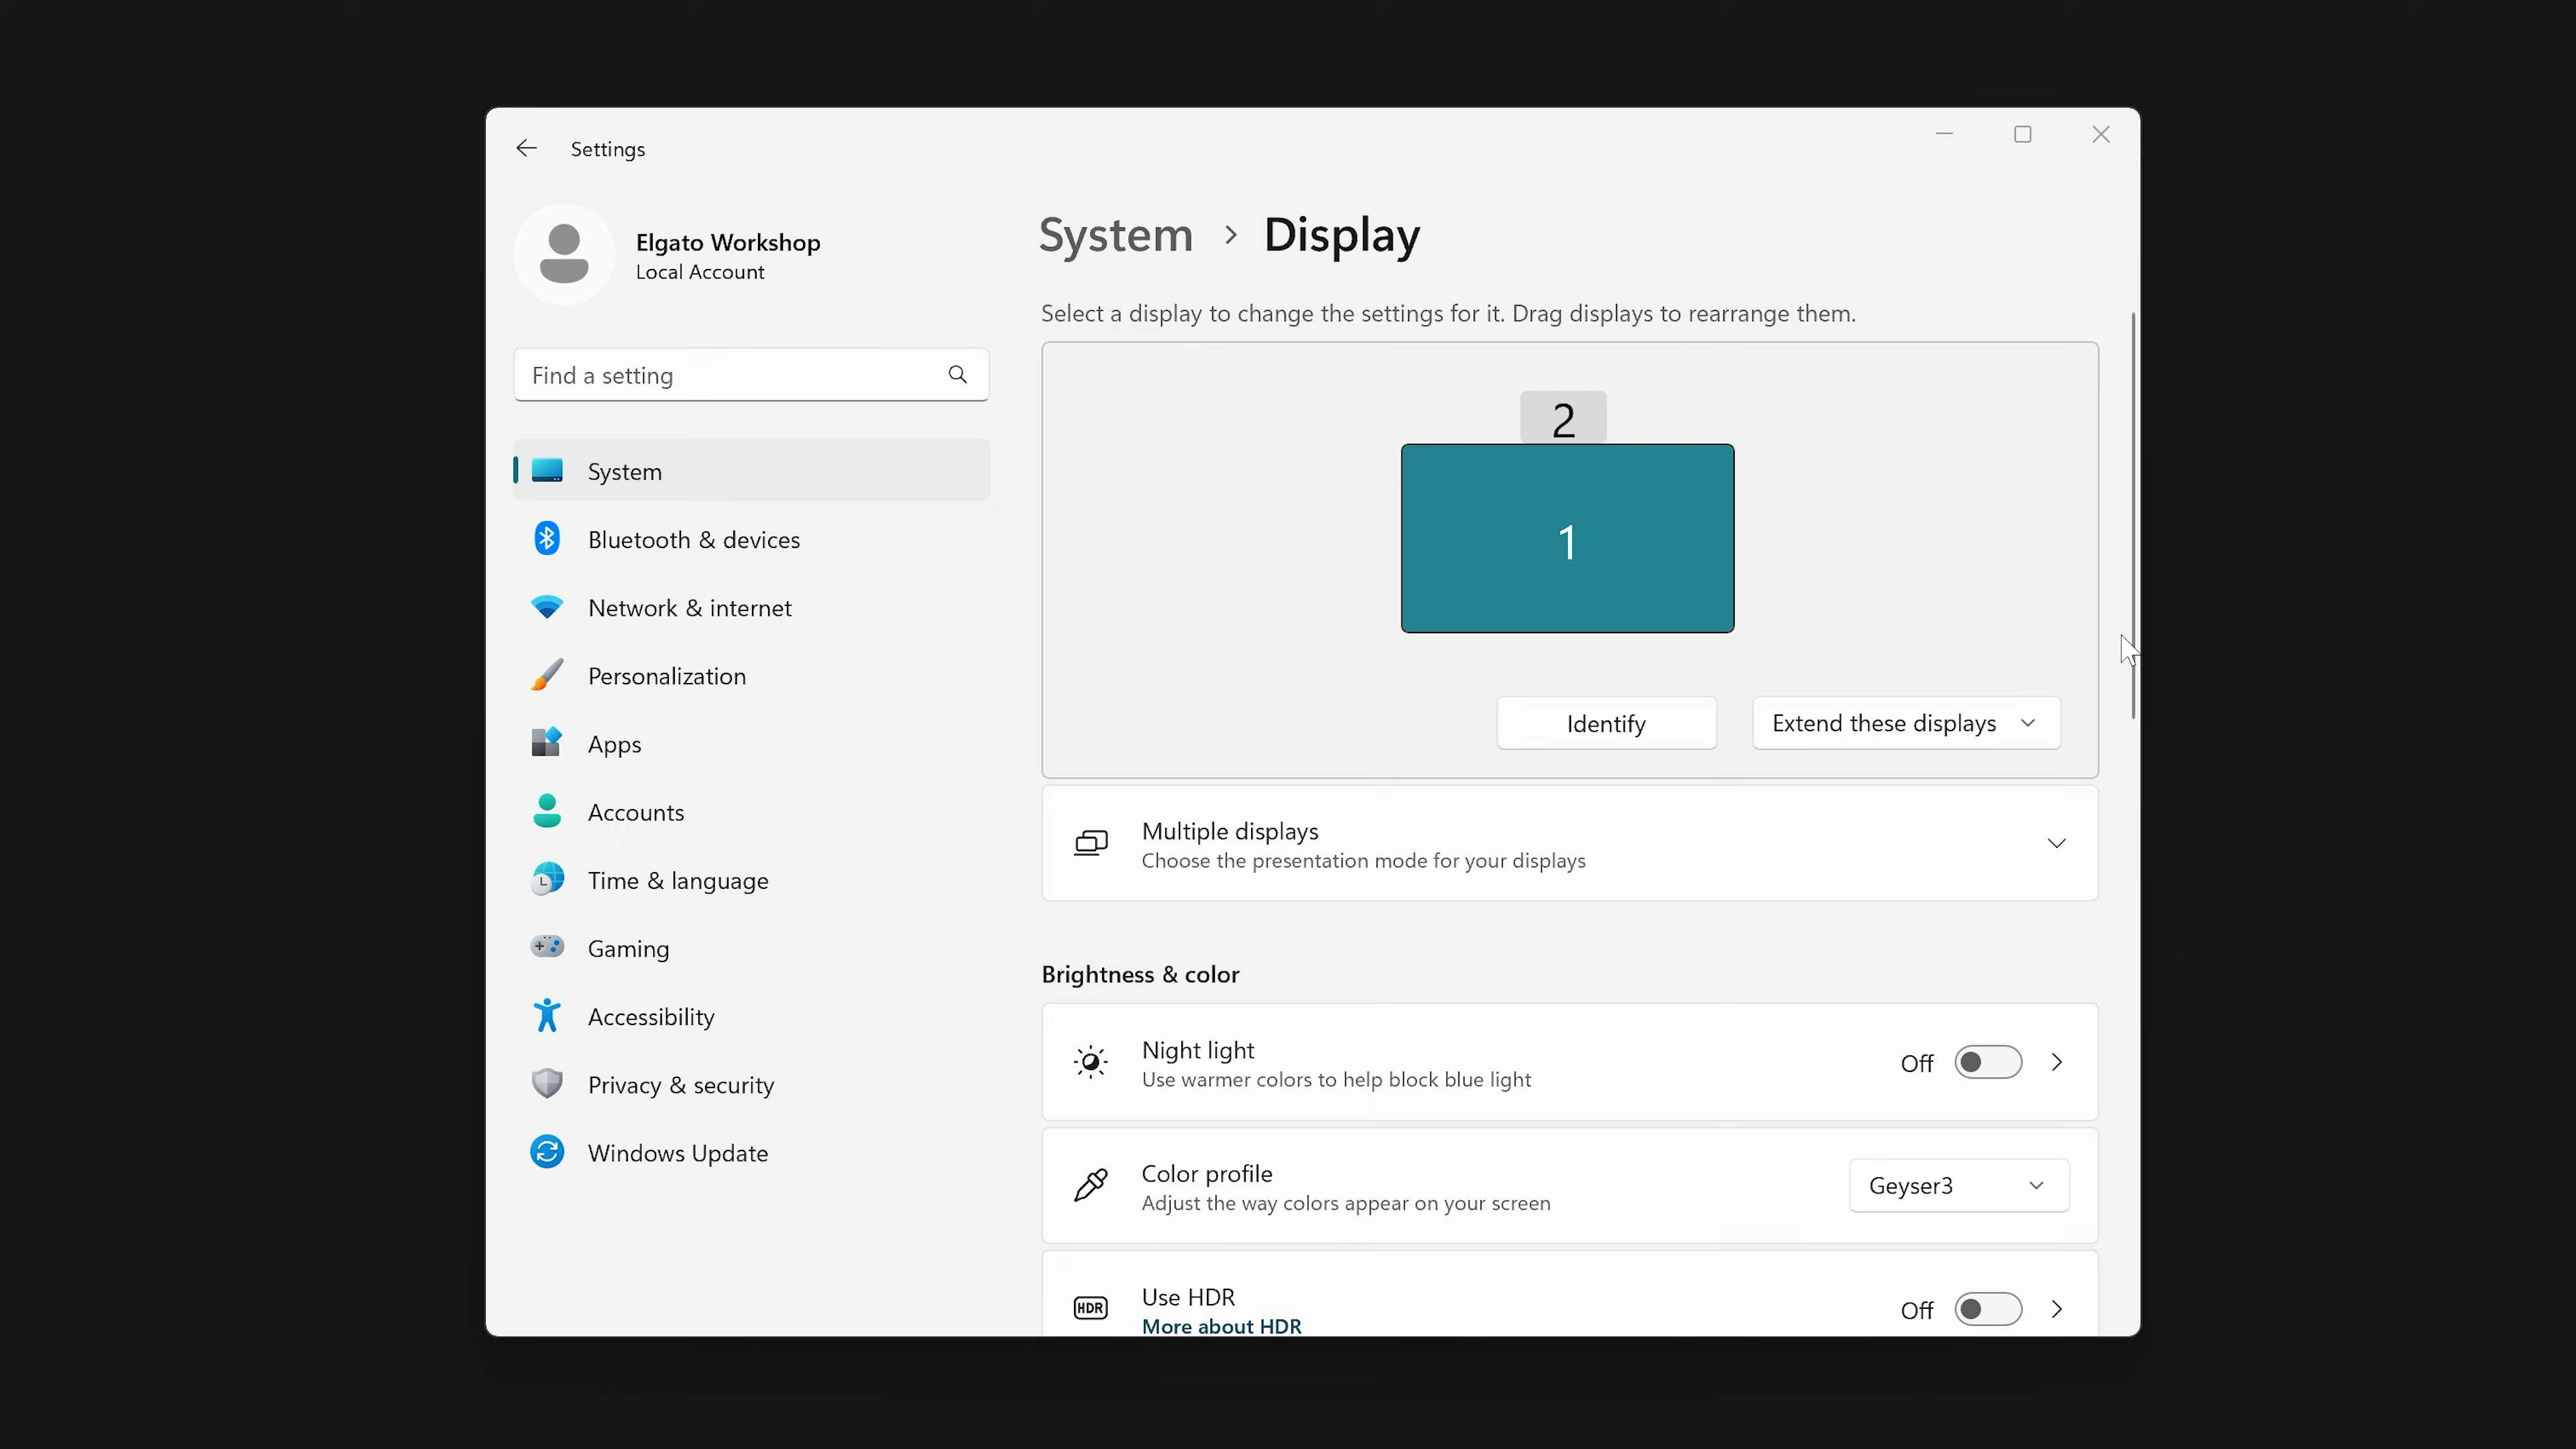 Settings
Elgato Workshop
Local Account
Find a setting
System
Bluetooth & devices
Network & internet
Personalization
Apps
Accounts
Time & language
Gaming
Accessibility
Privacy & security
Windows Update
System > Display
Select a display to change the settings for it. Drag displays to rearrange them.
2
1
Identify
Extend these displays
Multiple displays
Choose the presentation mode for your displays
Brightness & color
Night light
Use warmer colors to help block blue light
Off
Color profile
Adjust the way colors appear on your screen
Geyser3
HDR
Use HDR
More about HDR
Off